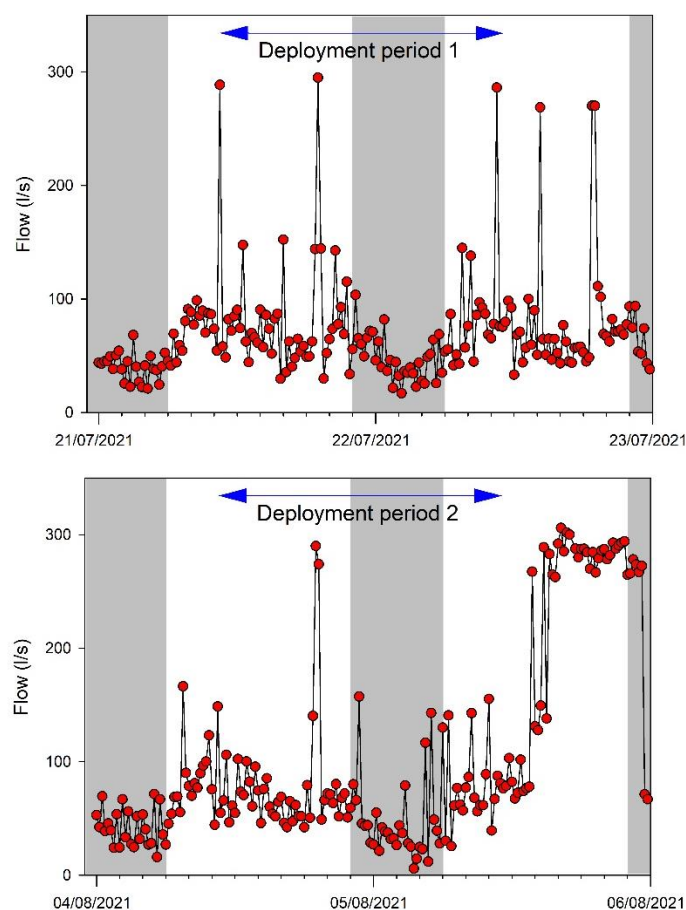 Deployment period 1
300
200
100
0
Flow (l/s)
21/07/2021 22/07/2021 23/07/2021
Deployment period 2
300
200
100
0
Flow (l/s)
04/08/2021 05/08/2021 06/08/2021